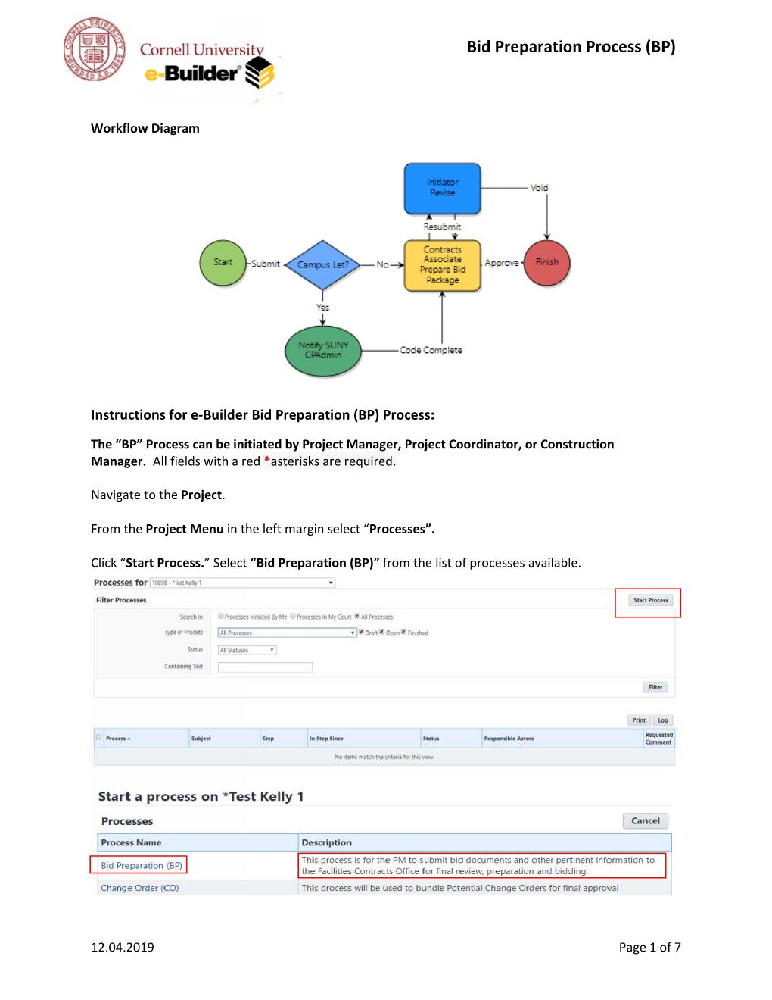 CORNELL UNIVERSITY
FOUNDED A.D. 1865
Cornell University
e-Builder®
Bid Preparation Process (BP)
Workflow Diagram
Initiator
Revise
Void
Resubmit
Start
Submit
Campus Let?
No
Contracts
Associate
Prepare Bid
Package
Approve
Finish
Yes
Notify SUNY
CPAdmin
Code Complete
Instructions for e-Builder Bid Preparation (BP) Process:
The “BP” Process can be initiated by Project Manager, Project Coordinator, or Construction
Manager.  All fields with a red *asterisks are required.
Navigate to the Project.
From the Project Menu in the left margin select “Processes”.
Click “Start Process.” Select “Bid Preparation (BP)” from the list of processes available.
Processes for 10898 - *Test Kelly 1
Filter Processes
Start Process
Search In Processes Initiated By Me Processes in My Court All Processes
Type of Process All Processes Draft Open Finished
Status All Statuses
Containing Text
Filter
Print Log
Process Subject Step In Step Since Status Responsible Actors Requested
Comment
No items match the criteria for this view.
Start a process on *Test Kelly 1
Processes Cancel
Process Name Description
Bid Preparation (BP) This process is for the PM to submit bid documents and other pertinent information to
the Facilities Contracts Office for final review, preparation and bidding.
Change Order (CO) This process will be used to bundle Potential Change Orders for final approval
12.04.2019 Page 1 of 7